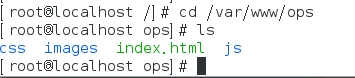 [ root@localhost /] # cd /var/www/ops
[ root@localhost ops] # ls
css images index.html js
[ root@localhost ops] #